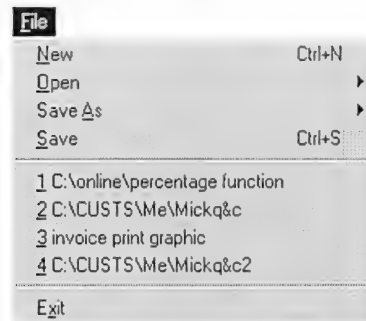 File
New Ctrl+N
Open
Save As
Save Ctrl+S
1 C:\online\percentage function
2 C:\CUSTS\Me\Mickq&c
3 invoice print graphic
4 C:\CUSTS\Me\Mickq&c2
Exit